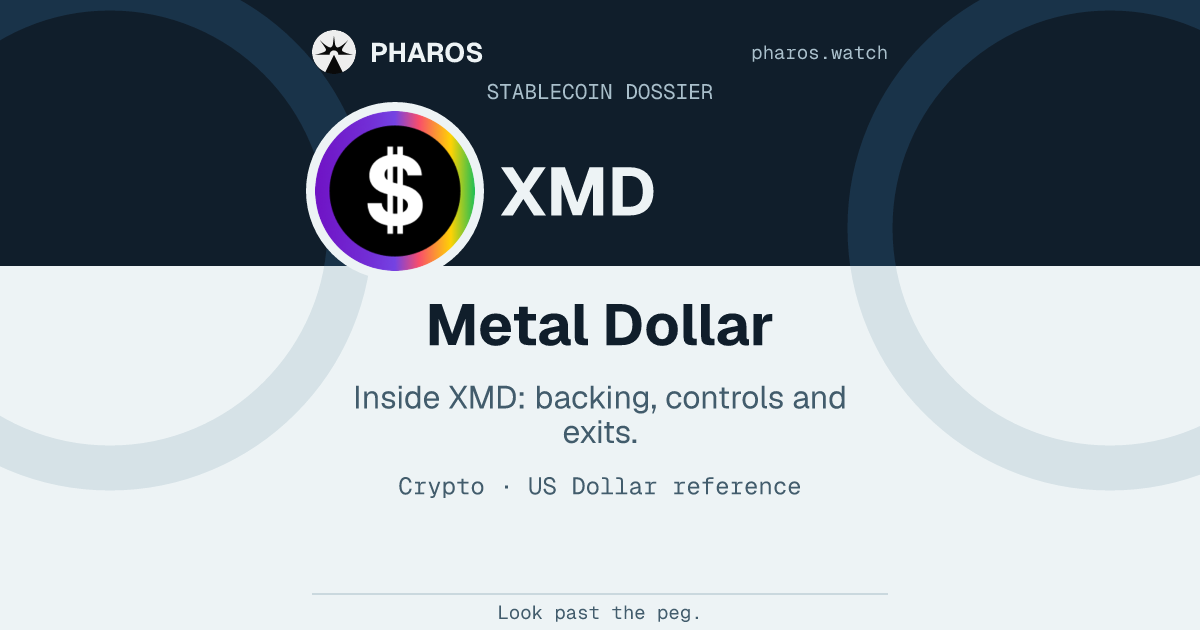 PHAROS
pharos.watch
STABLECOIN DOSSIER
$
XMD
Metal Dollar
Inside XMD: backing, controls and
exits.
Crypto · US Dollar reference
Look past the peg.